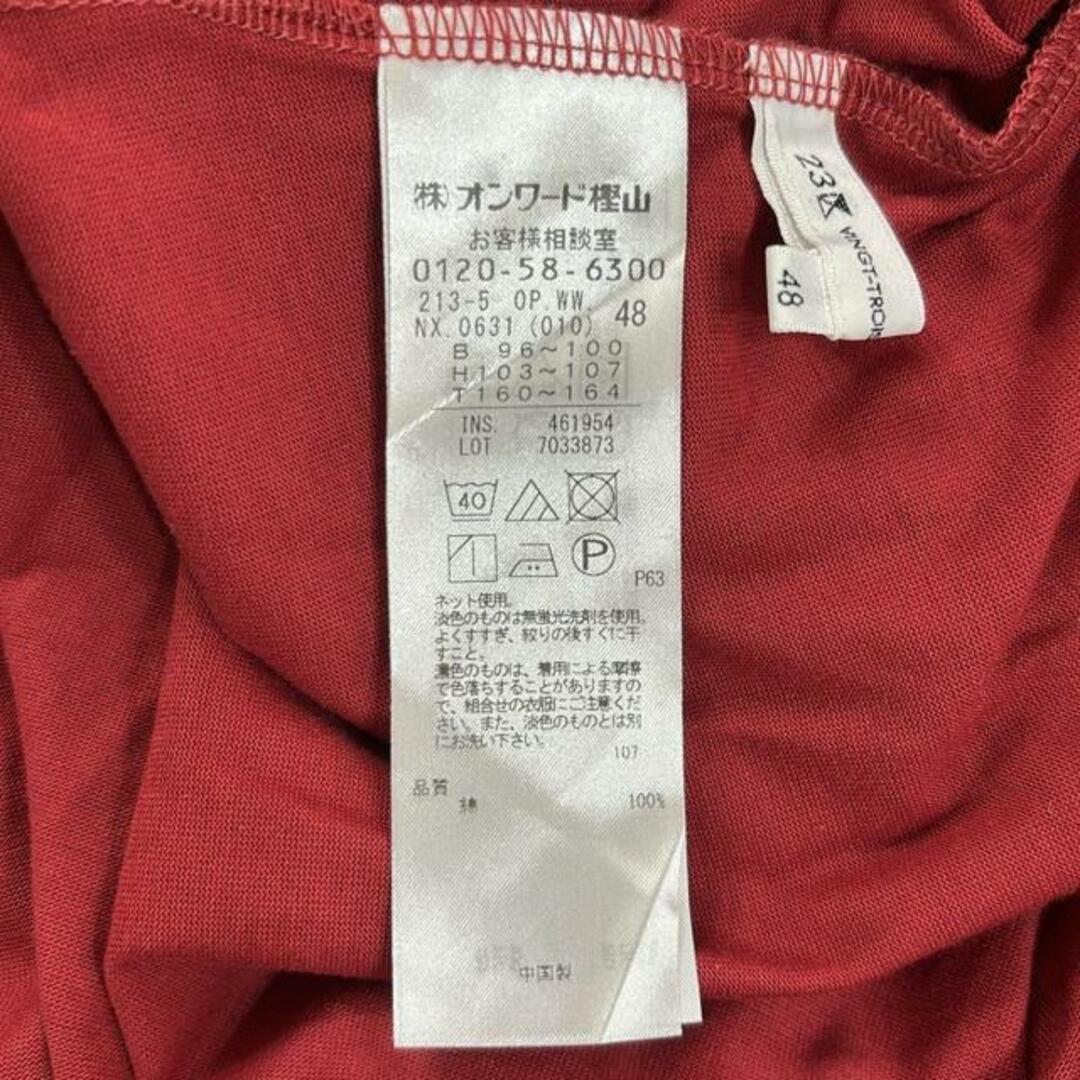 ㈱オンワード樫山
お客様相談室
0120-58-6300
213-5 OP.WW.
NX.0631 (010) 48
B 96～100
H103～107
T160～164
INS. 461954
LOT 7033873
40
P
P63
ネット使用。
淡色のものは無蛍光洗剤を使用。
よくすすぎ、絞りの後すぐに干
すこと。
濃色のものは、着用による摩擦
で色落ちすることがありますの
で、組合せの衣服にご注意くだ
さい。また、淡色のものとは別
にお洗い下さい。
107
品質
綿 100%
中国製
23区
VINGT-TROIS
48